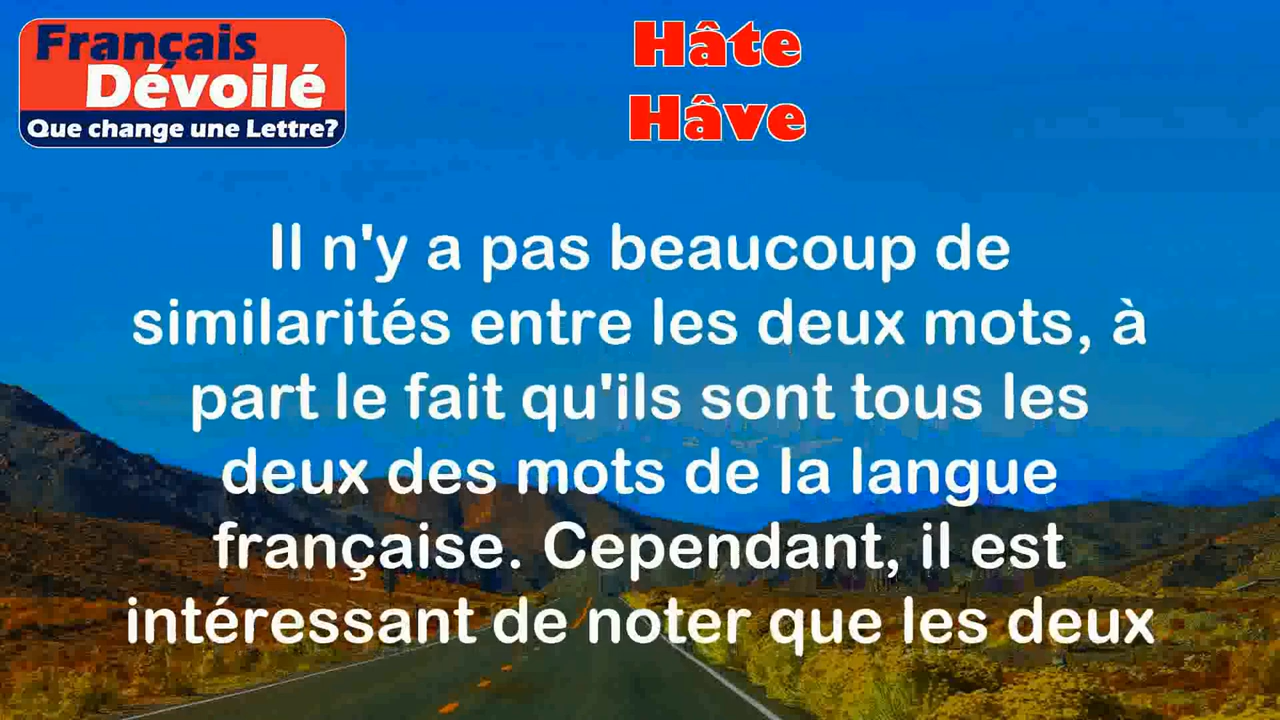 Français
Dévoilé
Que change une Lettre?
Hâte
Hâve
Il n'y a pas beaucoup de
similarités entre les deux mots, à
part le fait qu'ils sont tous les
deux des mots de la langue
française. Cependant, il est
intéressant de noter que les deux